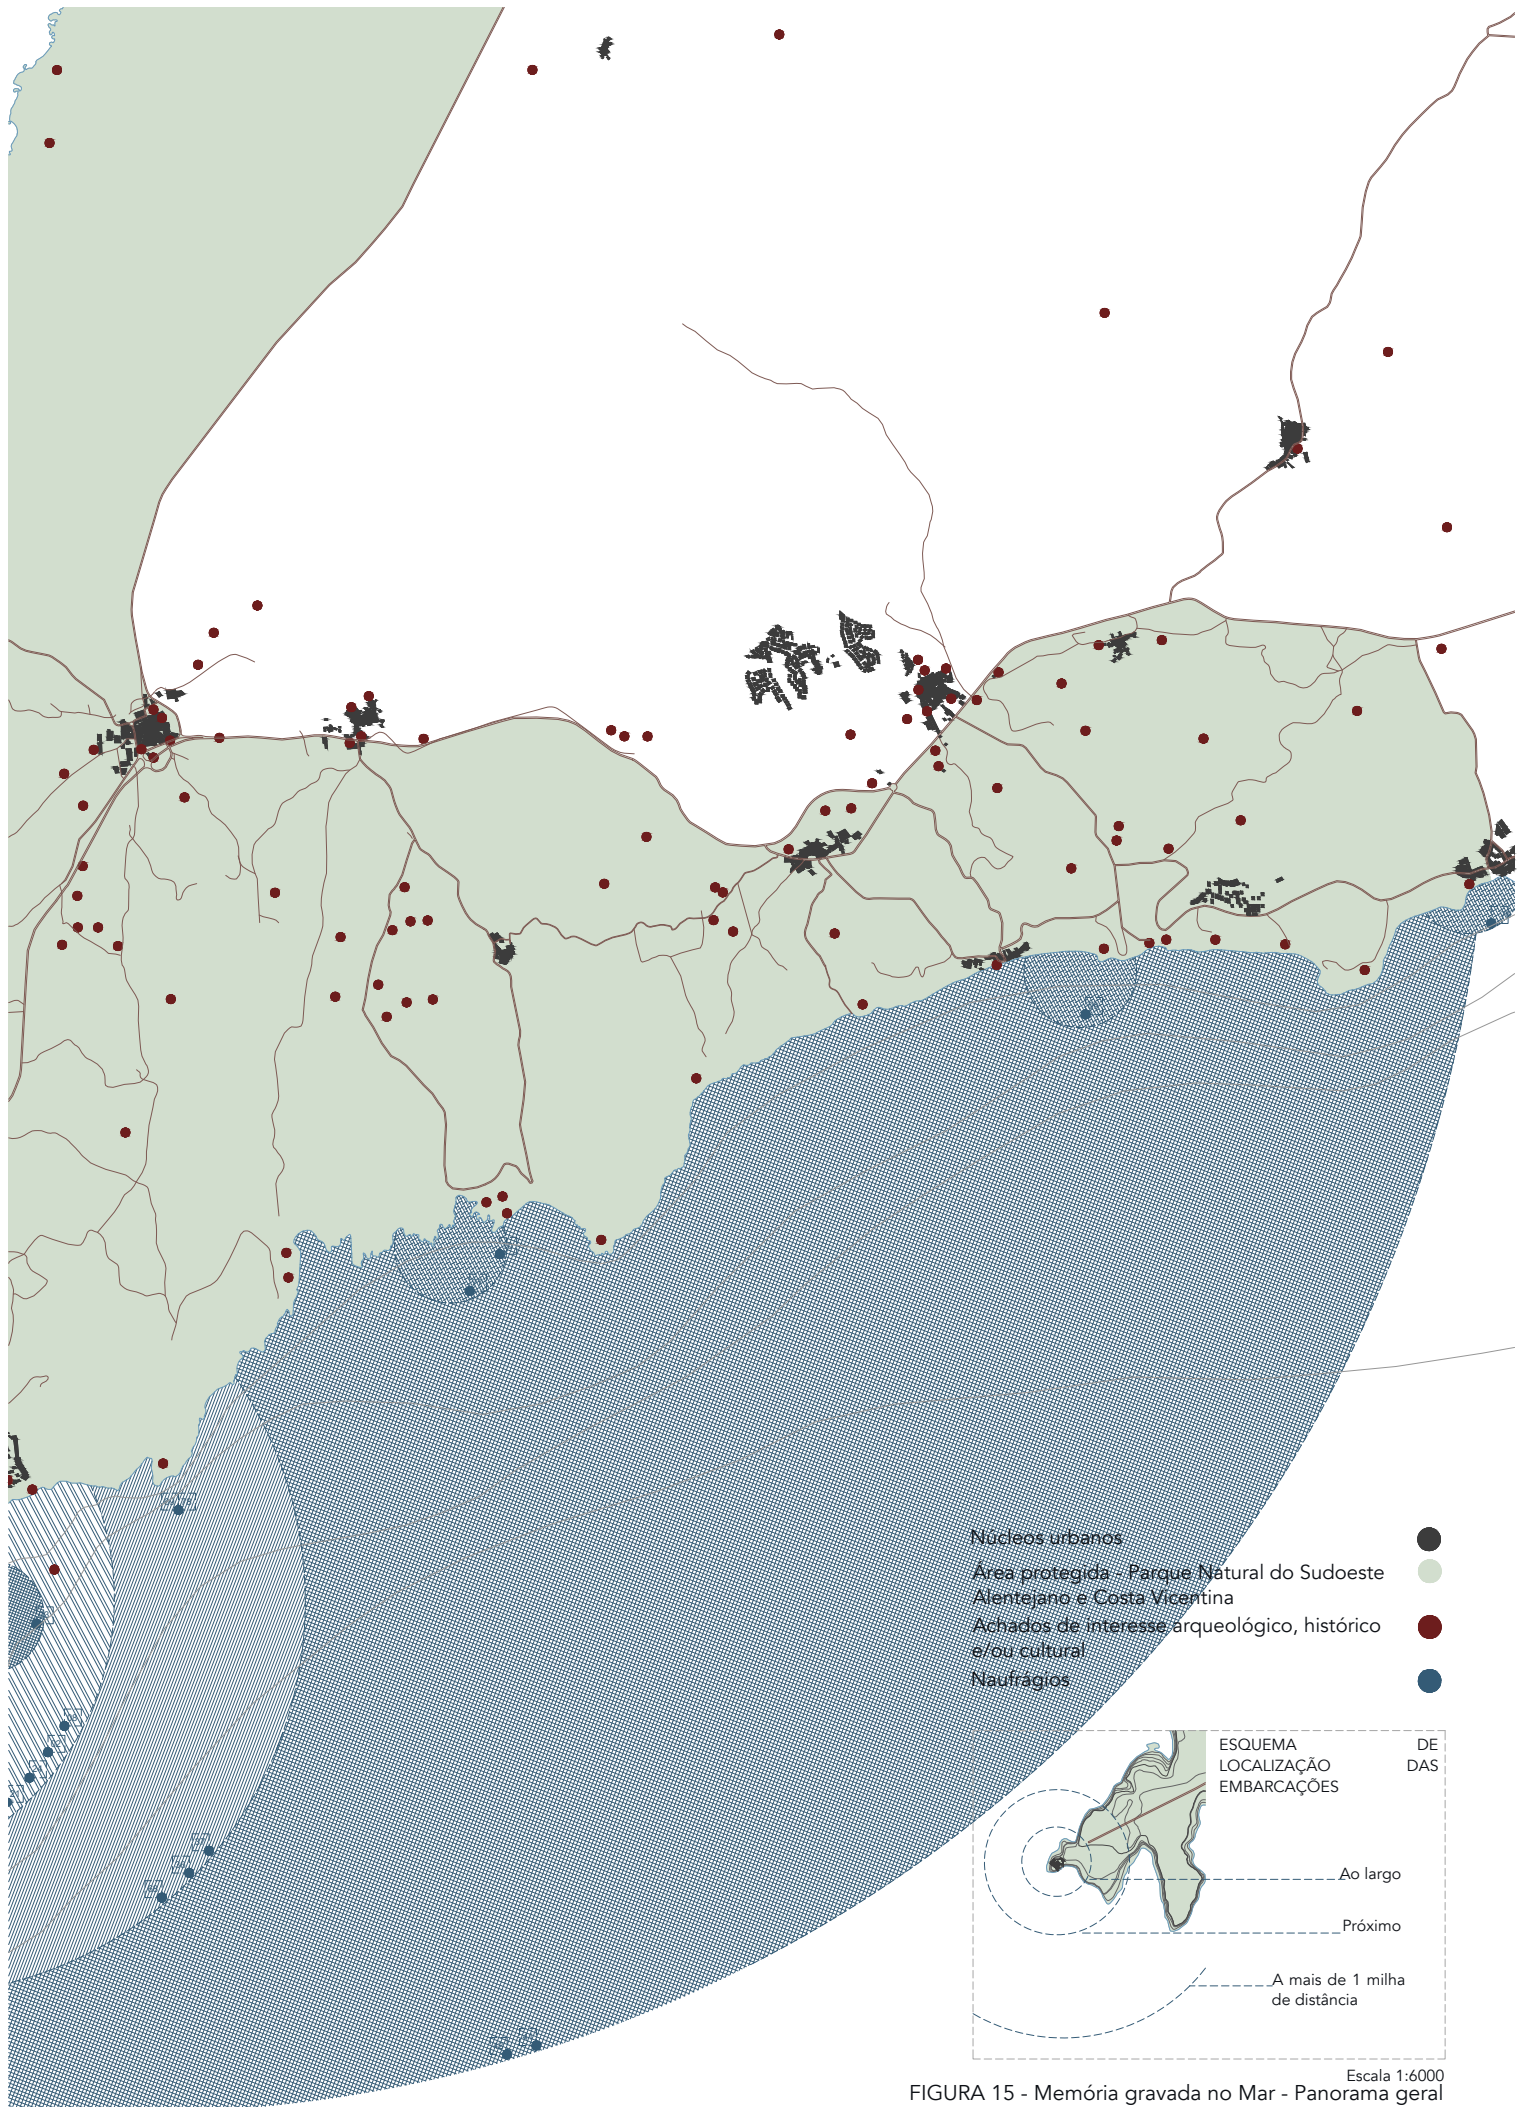 Núcleos urbanos
Área protegida - Parque Natural do Sudoeste
Alentejano e Costa Vicentina
Achados de interesse arqueológico, histórico
e/ou cultural
Naufrágios
ESQUEMA DE
LOCALIZAÇÃO DAS
EMBARCAÇÕES
Ao largo
Próximo
A mais de 1 milha
de distância
Escala 1:6000
FIGURA 15 - Memória gravada no Mar - Panorama geral